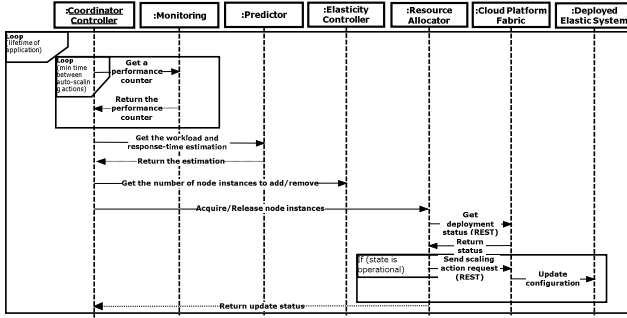 :Coordinator
Controller
:Monitoring
:Predictor
:Elasticity
Controller
:Resource
Allocator
:Cloud Platform
Fabric
:Deployed
Elastic System
Loop
(lifetime of
application)
Loop
(min time
between
auto-scalin
g actions)
Get a
performance
counter
Return the
performance
counter
Get the workload and
response-time estimation
Return the estimation
Get the number of node instances to add/remove
Acquire/Release node instances
Get
deployment
status (REST)
Return
status
If (state is
operational)
Send scaling
action request
(REST)
Update
configuration
Return update status